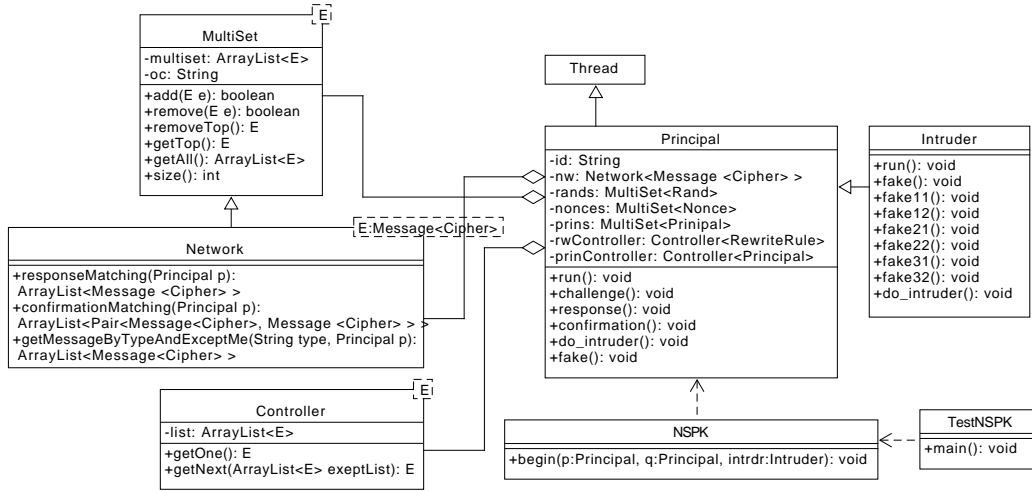 E
MultiSet
-multiset: ArrayList<E>
-oc: String
+add(E e): boolean
+remove(E e): boolean
+removeTop(): E
+getTop(): E
+getAll(): ArrayList<E>
+size(): int
E:Message<Cipher>
Network
+responseMatching(Principal p):
ArrayList<Message <Cipher> >
+confirmationMatching(Principal p):
ArrayList<Pair<Message<Cipher>, Message <Cipher> > >
+getMessageByTypeAndExceptMe(String type, Principal p):
ArrayList<Message<Cipher> >
E
Controller
-list: ArrayList<E>
+getOne(): E
+getNext(ArrayList<E> exeptList): E
Thread
Principal
-id: String
-nw: Network<Message <Cipher> >
-rands: MultiSet<Rand>
-nonces: MultiSet<Nonce>
-prins: MultiSet<Prinipal>
-rwController: Controller<RewriteRule>
-prinController: Controller<Principal>
+run(): void
+challenge(): void
+response(): void
+confirmation(): void
+do_intruder(): void
+fake(): void
Intruder
+run(): void
+fake(): void
+fake11(): void
+fake12(): void
+fake21(): void
+fake22(): void
+fake31(): void
+fake32(): void
+do_intruder(): void
NSPK
+begin(p:Principal, q:Principal, intrdr:Intruder): void
TestNSPK
+main(): void